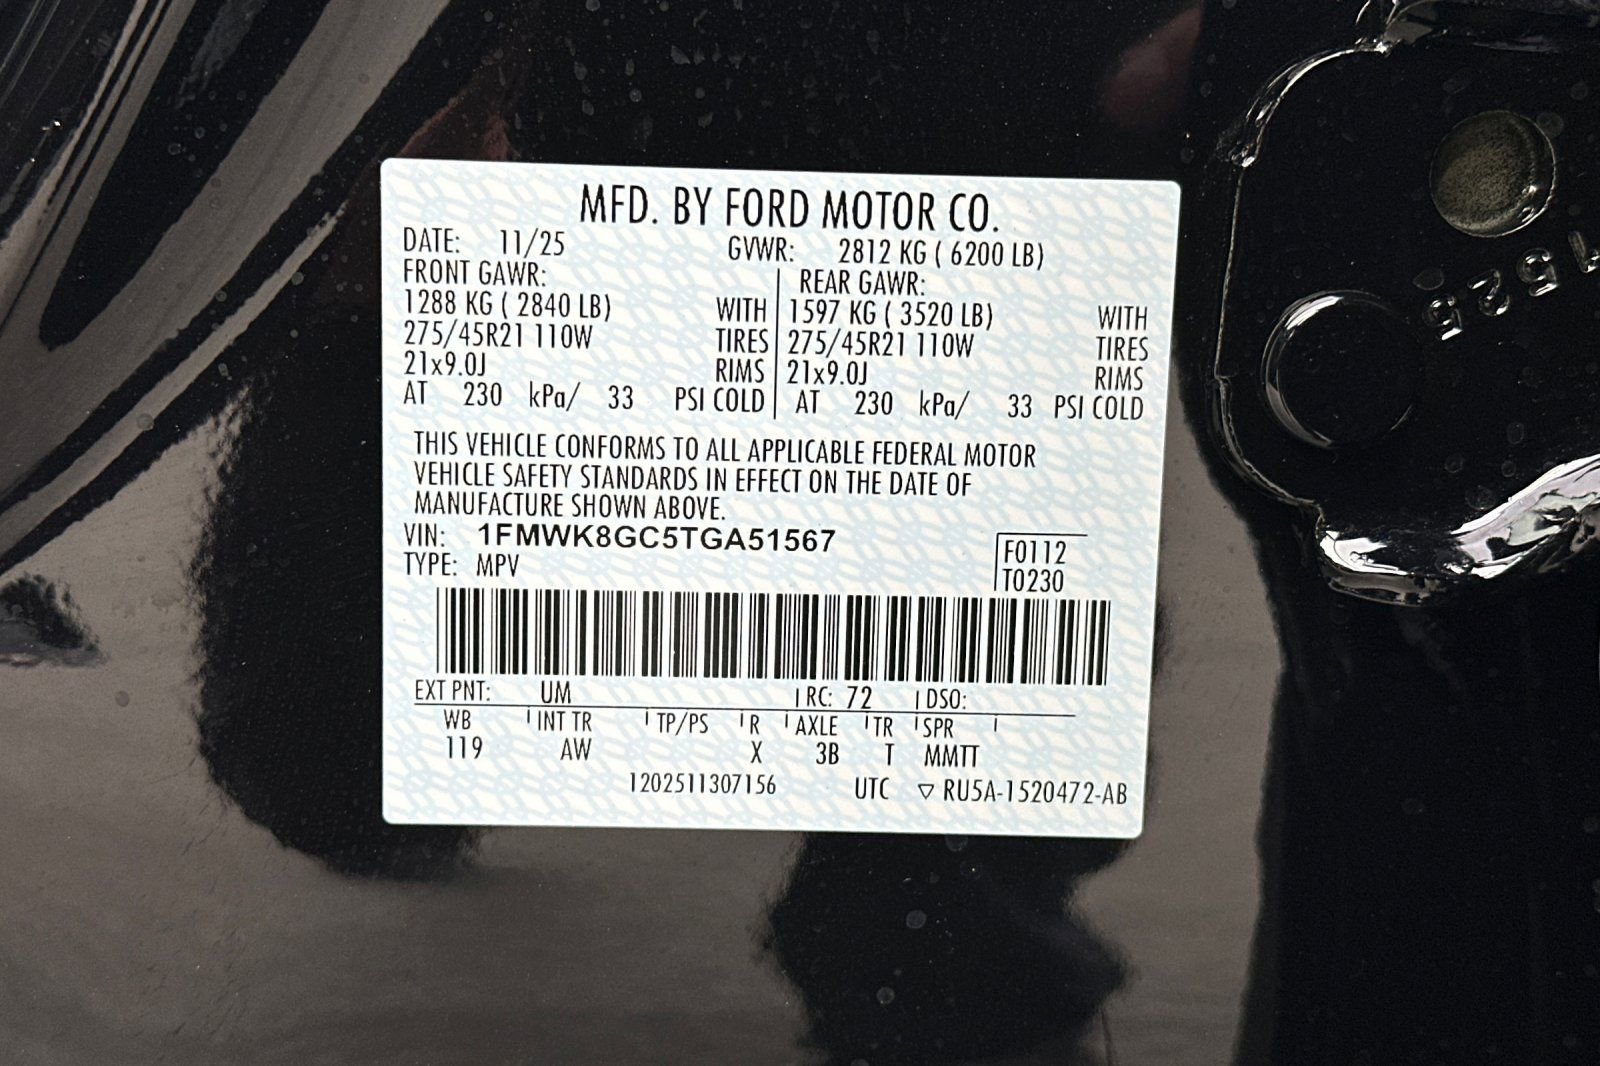 MFD. BY FORD MOTOR CO.
DATE: 11/25 GVWR: 2812 KG ( 6200 LB)
FRONT GAWR: REAR GAWR:
1288 KG ( 2840 LB) WITH 1597 KG ( 3520 LB) WITH
275/45R21 110W TIRES 275/45R21 110W TIRES
21x9.0J RIMS 21x9.0J RIMS
AT 230 kPa/ 33 PSI COLD AT 230 kPa/ 33 PSI COLD
THIS VEHICLE CONFORMS TO ALL APPLICABLE FEDERAL MOTOR
VEHICLE SAFETY STANDARDS IN EFFECT ON THE DATE OF
MANUFACTURE SHOWN ABOVE.
VIN: 1FMWK8GC5TGA51567 F0112
TYPE: MPV T0230
EXT PNT: UM RC: 72 DSO:
WB INT TR TP/PS R AXLE TR SPR
119 AW X 3B T MMTT
1202511307156 UTC ▽ RU5A-1520472-AB